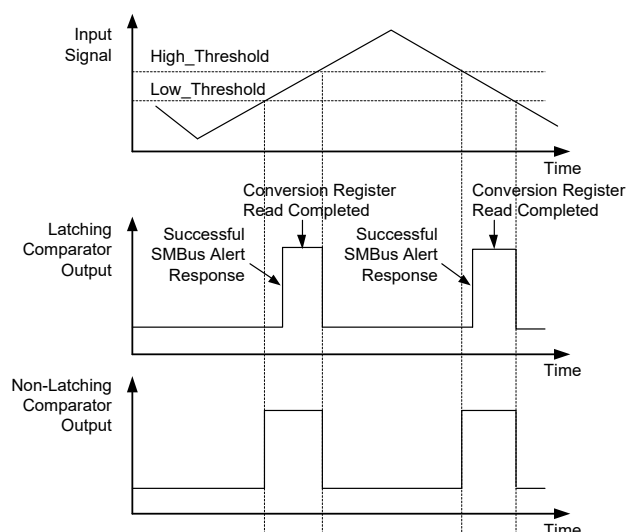 Input
Signal
High_Threshold
Low_Threshold
Time
Latching
Comparator
Output
Successful
SMBus Alert
Response
Conversion Register
Read Completed
Successful
SMBus Alert
Response
Conversion Register
Read Completed
Time
Non-Latching
Comparator
Output
Time